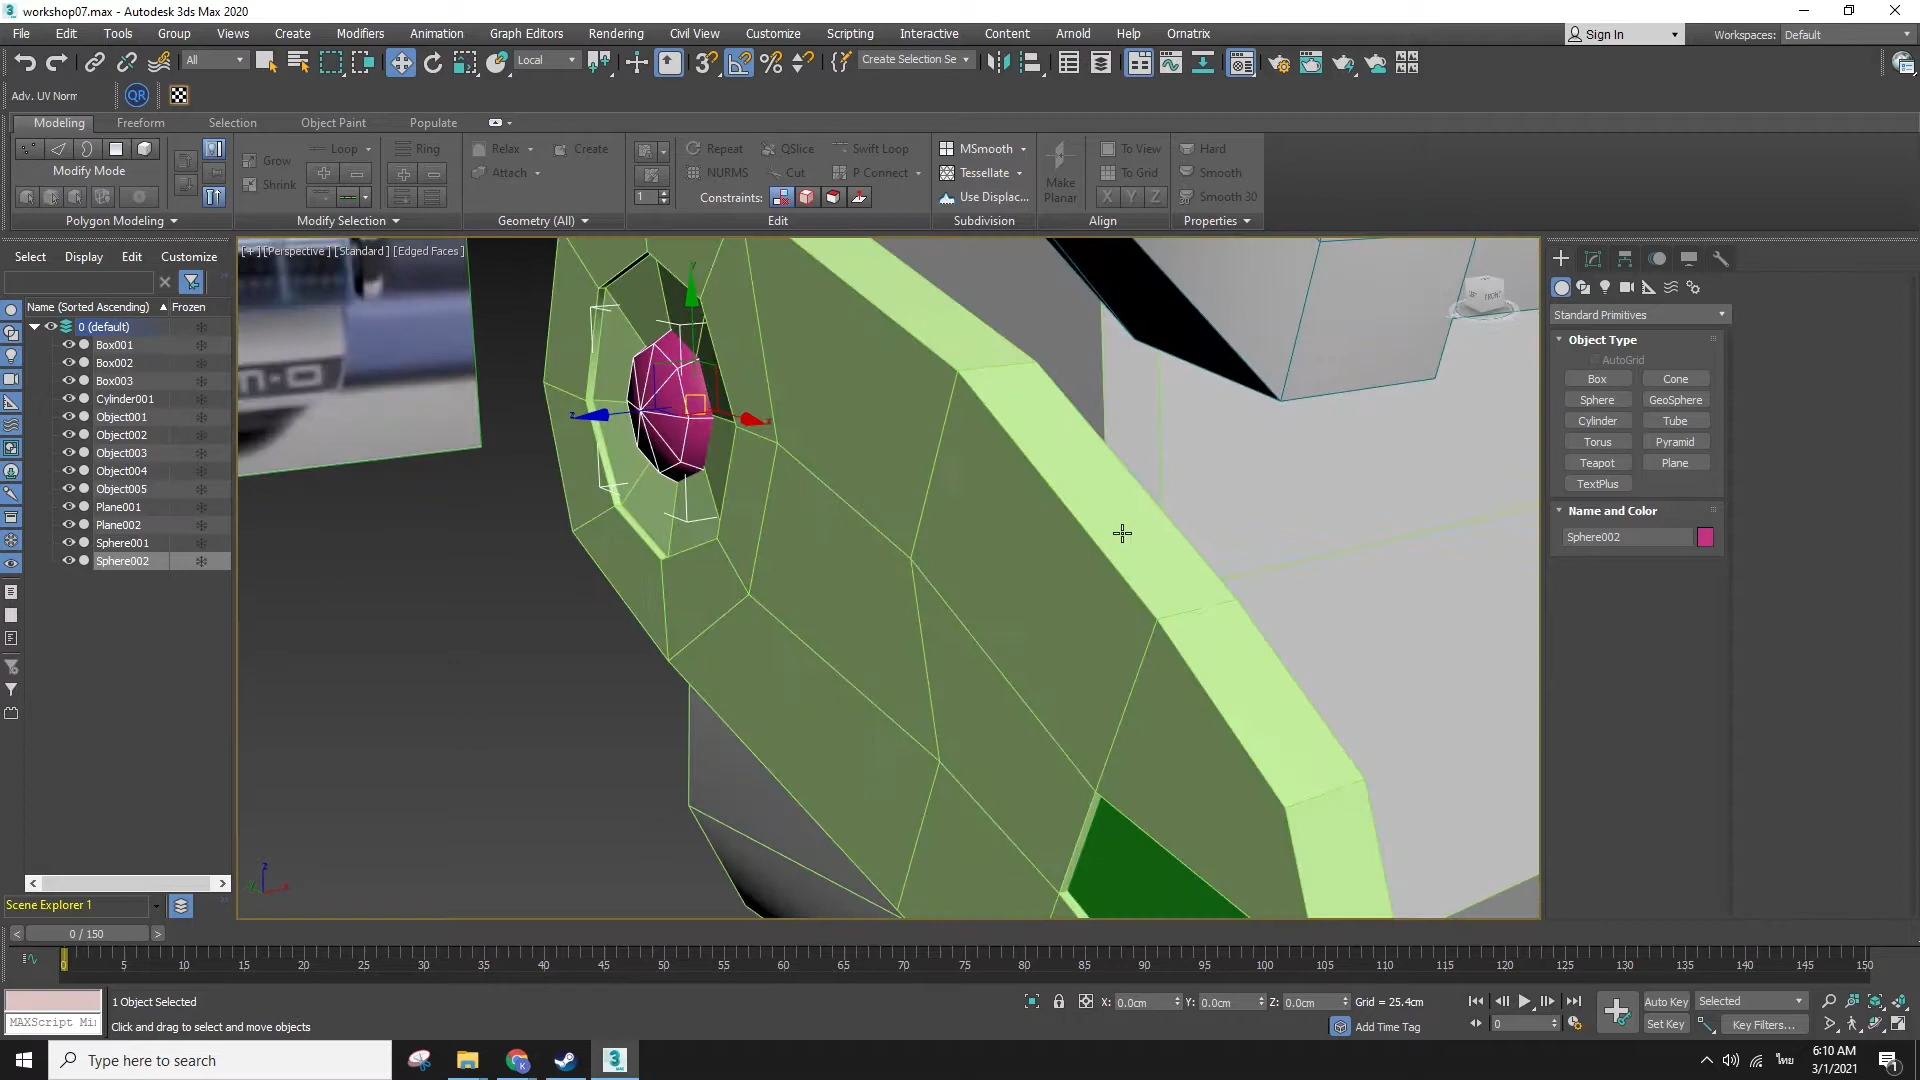 workshop07.max - Autodesk 3ds Max 2020
File Edit Tools Group Views Create Modifiers Animation Graph Editors Rendering Civil View Customize Scripting Interactive Content Arnold Help Ornatrix
Sign In Workspaces: Default
All Local Create Selection Se
Adv. UV Norm
QR
Modeling Freeform Selection Object Paint Populate
Loop Ring Relax Create Repeat QSlice Swift Loop MSmooth To View Hard
Grow
Modify Mode Attach NURMS Cut P Connect Tessellate To Grid Smooth
Shrink 1 Constraints: Use Displac... Make Planar X Y Z Smooth 30
Polygon Modeling Modify Selection Geometry (All) Edit Subdivision Align Properties
Select Display Edit Customize
[+] [Perspective] [Standard] [Edged Faces]
Name (Sorted Ascending) Frozen
0 (default)
Box001
Box002
Box003
Cylinder001
Object001
Object002
Object003
Object004
Object005
Plane001
Plane002
Sphere001
Sphere002
FRONT
y
z
x
Standard Primitives
Object Type
AutoGrid
Box Cone
Sphere GeoSphere
Cylinder Tube
Torus Pyramid
Teapot Plane
TextPlus
Name and Color
Sphere002
Scene Explorer 1
0 / 150
0 5 10 15 20 25 30 35 40 45 50 55 60 65 70 75 80 85 90 95 100 105 110 115 120 125 130 135 140 145 150
1 Object Selected
X: 0.0cm Y: 0.0cm Z: 0.0cm Grid = 25.4cm
Auto Key Selected
MAXScript Mi
Click and drag to select and move objects
Add Time Tag
0
Set Key Key Filters...
Type here to search
ไทย
6:10 AM
3/1/2021
1